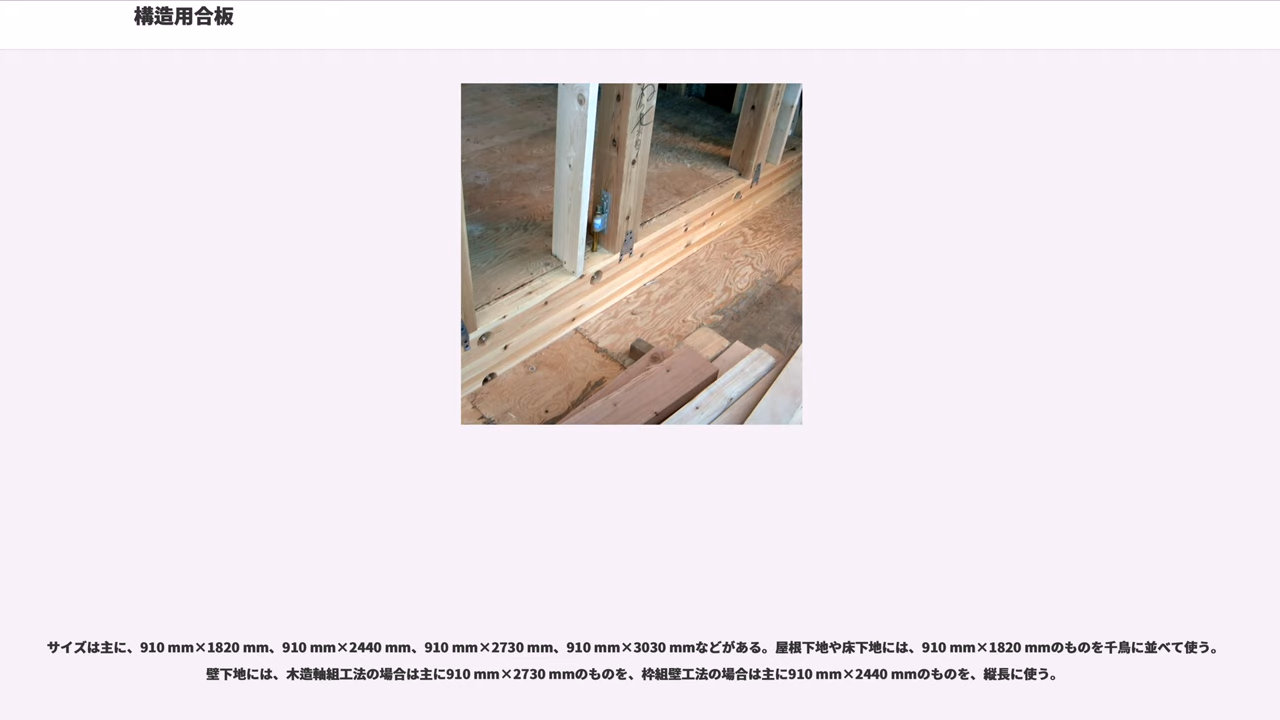 構造用合板
サイズは主に、910 mm×1820 mm、910 mm×2440 mm、910 mm×2730 mm、910 mm×3030 mmなどがある。屋根下地や床下地には、910 mm×1820 mmのものを千鳥に並べて使う。
壁下地には、木造軸組工法の場合は主に910 mm×2730 mmのものを、枠組壁工法の場合は主に910 mm×2440 mmのものを、縦長に使う。